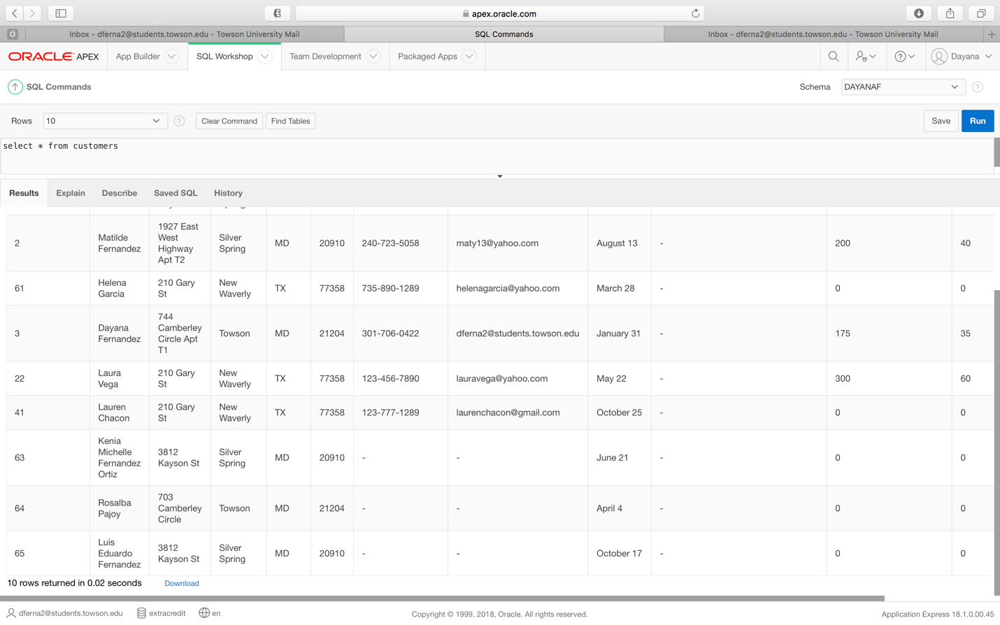 apex.oracle.com
O
Inbox - dferna2@students.towson.edu - Towson University Mail
SQL Commands
Inbox - dferna2@students.towson.edu - Towson University Mail
ORACLE APEX
App Builder
SQL Workshop
Team Development
Packaged Apps
Dayana
SQL Commands
Schema
DAYANAF
Rows
10
Clear Command
Find Tables
Save
Run
select * from customers
Results
Explain
Describe
Saved SQL
History
2
Matilde
Fernandez
1927 East
West
Highway
Apt T2
Silver
Spring
MD
20910
240-723-5058
maty13@yahoo.com
August 13
-
200
40
61
Helena
Garcia
210 Gary
St
New
Waverly
TX
77358
735-890-1289
helenagarcia@yahoo.com
March 28
-
0
0
3
Dayana
Fernandez
744
Camberley
Circle Apt
T1
Towson
MD
21204
301-706-0422
dferna2@students.towson.edu
January 31
-
175
35
22
Laura
Vega
210 Gary
St
New
Waverly
TX
77358
123-456-7890
lauravega@yahoo.com
May 22
-
300
60
41
Lauren
Chacon
210 Gary
St
New
Waverly
TX
77358
123-777-1289
laurenchacon@gmail.com
October 25
-
0
0
63
Kenia
Michelle
Fernandez
Ortiz
3812
Kayson St
Silver
Spring
MD
20910
-
-
June 21
-
0
0
64
Rosalba
Pajoy
703
Camberley
Circle
Towson
MD
21204
-
-
April 4
-
0
0
65
Luis
Eduardo
Fernandez
3812
Kayson St
Silver
Spring
MD
20910
-
-
October 17
-
0
0
10 rows returned in 0.02 seconds
Download
dferna2@students.towson.edu
extracredit
en
Copyright © 1999, 2018, Oracle. All rights reserved.
Application Express 18.1.0.00.45